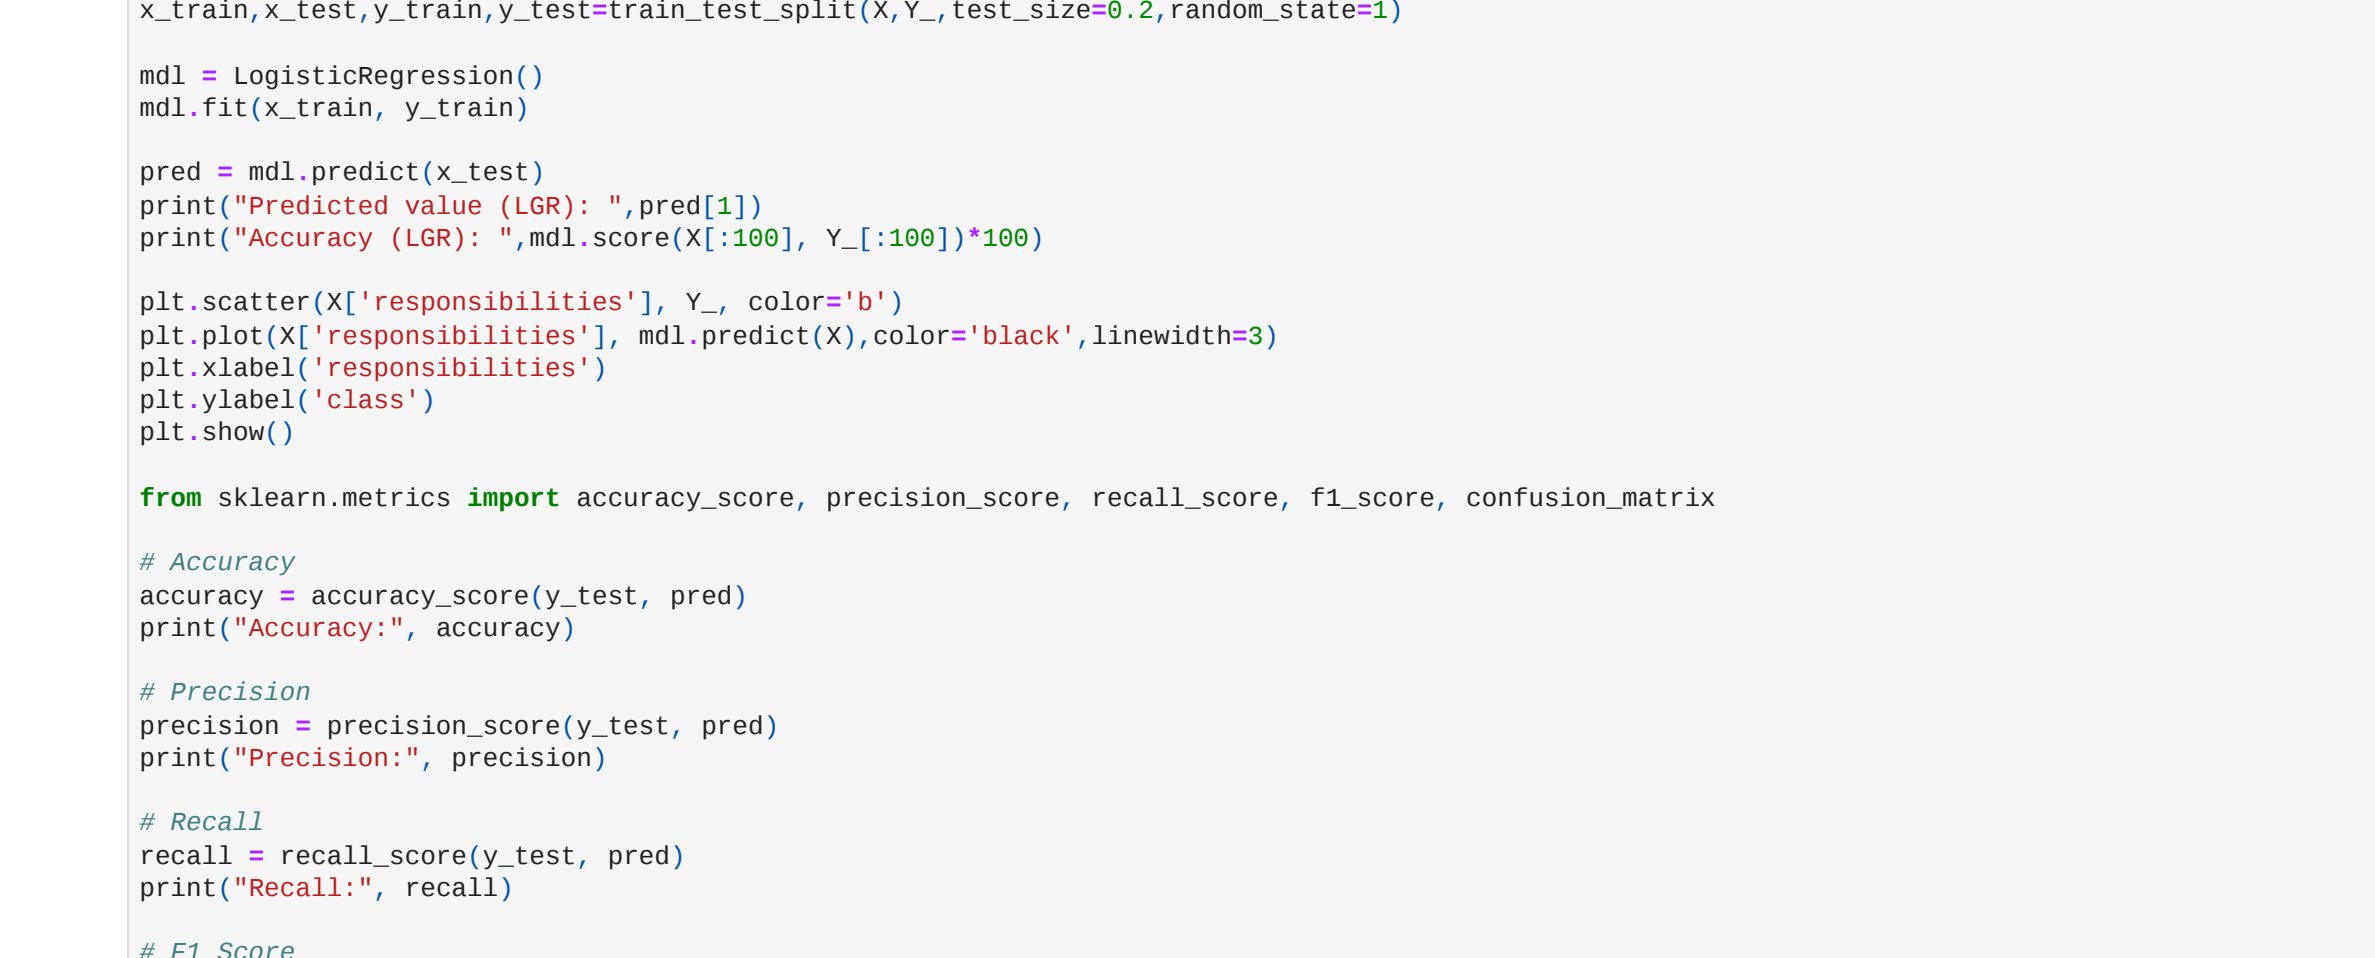 x_train,x_test,y_train,y_test=train_test_split(X,Y_,test_size=0.2,random_state=1)
mdl = LogisticRegression()
mdl.fit(x_train, y_train)
pred = mdl.predict(x_test)
print("Predicted value (LGR): ",pred[1])
print("Accuracy (LGR): ",mdl.score(X[:100], Y_[:100])*100)
plt.scatter(X['responsibilities'], Y_, color='b')
plt.plot(X['responsibilities'], mdl.predict(X),color='black',linewidth=3)
plt.xlabel('responsibilities')
plt.ylabel('class')
plt.show()
from sklearn.metrics import accuracy_score, precision_score, recall_score, f1_score, confusion_matrix
# Accuracy
accuracy = accuracy_score(y_test, pred)
print("Accuracy:", accuracy)
# Precision
precision = precision_score(y_test, pred)
print("Precision:", precision)
# Recall
recall = recall_score(y_test, pred)
print("Recall:", recall)
# F1 Score